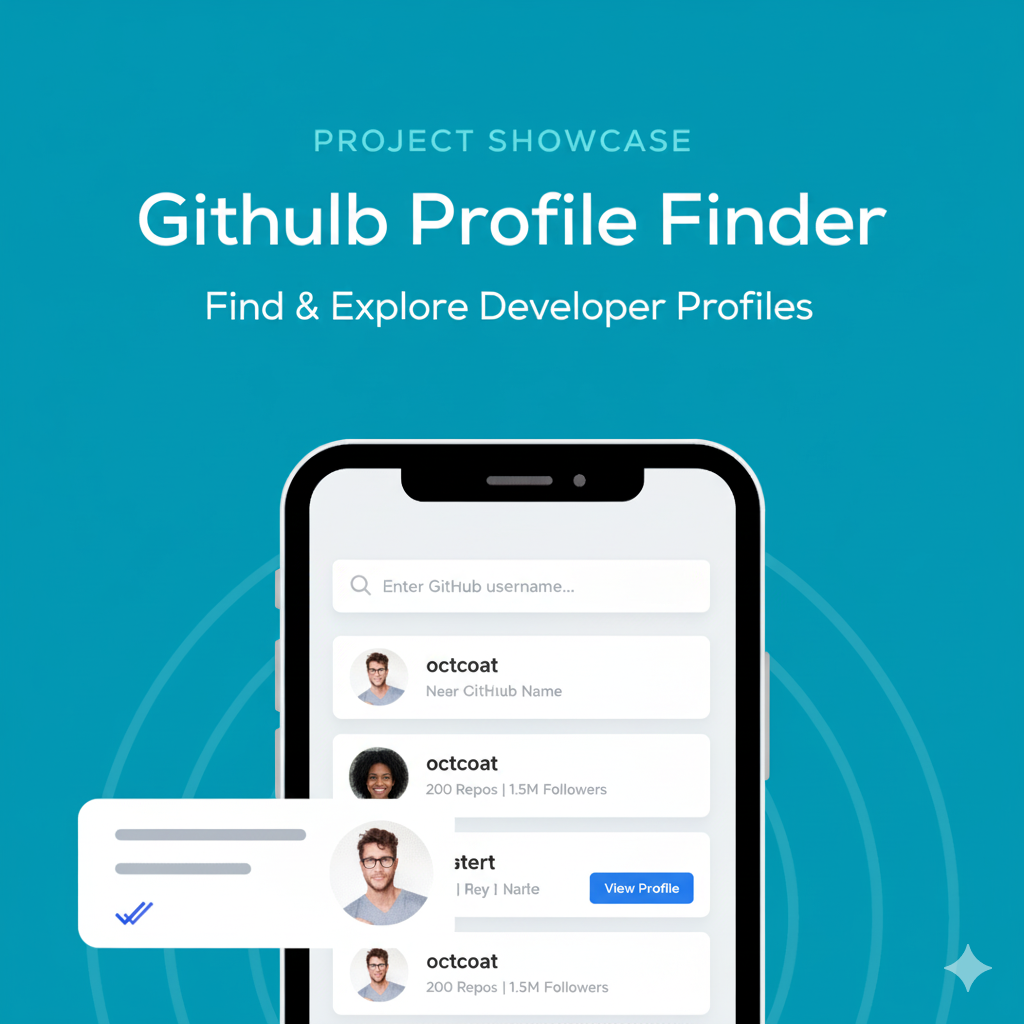 PROJECT SHOWCASE
Githulb Profile Finder
Find & Explore Developer Profiles
Enter GitHub username...
octcoat
Near CitHub Name
octcoat
200 Repos | 1.5M Followers
stert
| Rey | Narte
View Profile
octcoat
200 Repos | 1.5M Followers